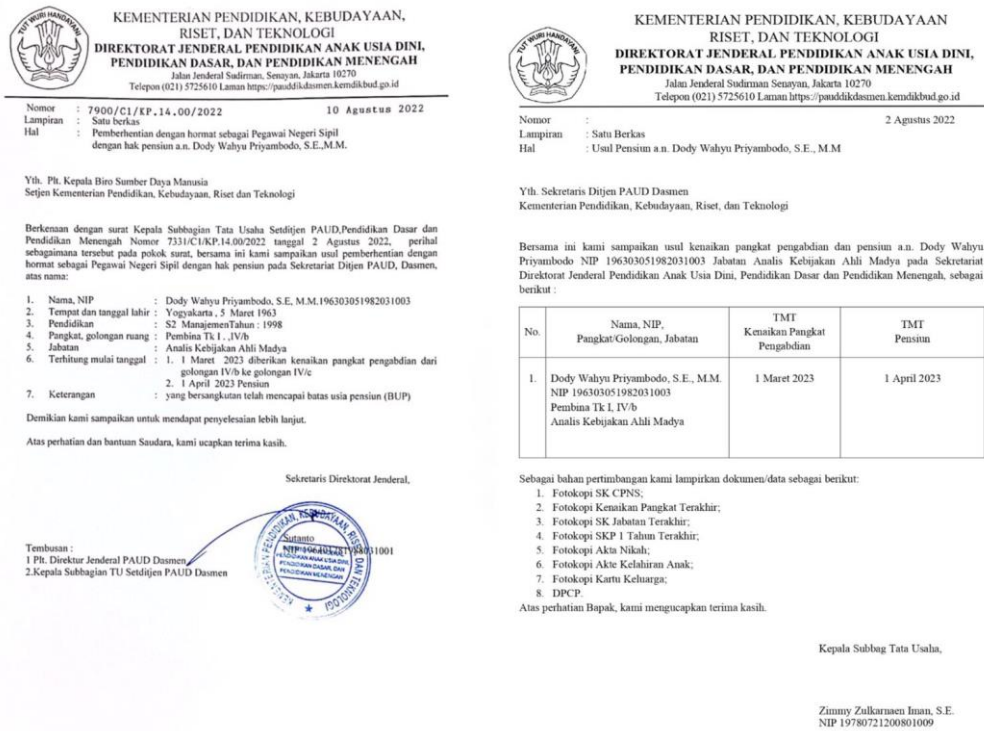 TUT WURI HANDAYANI
KEMENTERIAN PENDIDIKAN, KEBUDAYAAN,
RISET, DAN TEKNOLOGI
DIREKTORAT JENDERAL PENDIDIKAN ANAK USIA DINI,
PENDIDIKAN DASAR, DAN PENDIDIKAN MENENGAH
Jalan Jenderal Sudirman, Senayan, Jakarta 10270
Telepon (021) 5725610 Laman https://pauddikdasmen.kemdikbud.go.id
Nomor : 7900/C1/KP.14.00/2022 10 Agustus 2022
Lampiran : Satu berkas
Hal : Pemberhentian dengan hormat sebagai Pegawai Negeri Sipil
dengan hak pensiun a.n. Dody Wahyu Priyambodo, S.E.,M.M.
Yth. Plt. Kepala Biro Sumber Daya Manusia
Setjen Kementerian Pendidikan, Kebudayaan, Riset dan Teknologi
Berkenaan dengan surat Kepala Subbagian Tata Usaha Setditjen PAUD,Pendidikan Dasar dan
Pendidikan Menengah Nomor 7331/C1/KP.14.00/2022 tanggal 2 Agustus 2022, perihal
sebagaimana tersebut pada pokok surat, bersama ini kami sampaikan usul pemberhentian dengan
hormat sebagai Pegawai Negeri Sipil dengan hak pensiun pada Sekretariat Ditjen PAUD, Dasmen,
atas nama:
1. Nama, NIP : Dody Wahyu Priyambodo, S.E, M.M.196303051982031003
2. Tempat dan tanggal lahir : Yogyakarta , 5 Maret 1963
3. Pendidikan : S2 ManajemenTahun : 1998
4. Pangkat, golongan ruang : Pembina Tk I . ,IV/b
5. Jabatan : Analis Kebijakan Ahli Madya
6. Terhitung mulai tanggal : 1. 1 Maret 2023 diberikan kenaikan pangkat pengabdian dari
golongan IV/b ke golongan IV/c
2. 1 April 2023 Pensiun
7. Keterangan : yang bersangkutan telah mencapai batas usia pensiun (BUP)
Demikian kami sampaikan untuk mendapat penyelesaian lebih lanjut.
Atas perhatian dan bantuan Saudara, kami ucapkan terima kasih.
Sekretaris Direktorat Jenderal,
Sutanto
Tembusan :
1 Plt. Direktur Jenderal PAUD Dasmen
2.Kepala Subbagian TU Setditjen PAUD Dasmen
KEMENTERIAN PENDIDIKAN, KEBUDAYAAN, RISET, DAN TEKNOLOGI
PENDIDIKAN ANAK USIA DINI,
PENDIDIKAN DASAR, DAN
PENDIDIKAN MENENGAH
TUT WURI HANDAYANI
KEMENTERIAN PENDIDIKAN, KEBUDAYAAN
RISET, DAN TEKNOLOGI
DIREKTORAT JENDERAL PENDIDIKAN ANAK USIA DINI,
PENDIDIKAN DASAR, DAN PENDIDIKAN MENENGAH
Jalan Jenderal Sudirman Senayan, Jakarta 10270
Telepon (021) 5725610 Laman https://pauddikdasmen.kemdikbud.go.id
Nomor : 2 Agustus 2022
Lampiran : Satu Berkas
Hal : Usul Pensiun a.n. Dody Wahyu Priyambodo, S.E., M.M
Yth. Sekretaris Ditjen PAUD Dasmen
Kementerian Pendidikan, Kebudayaan, Riset, dan Teknologi
Bersama ini kami sampaikan usul kenaikan pangkat pengabdian dan pensiun a.n. Dody Wahyu
Priyambodo NIP 196303051982031003 Jabatan Analis Kebijakan Ahli Madya pada Sekretariat
Direktorat Jenderal Pendidikan Anak Usia Dini, Pendidikan Dasar dan Pendidikan Menengah, sebagai
berikut :
No. Nama, NIP, Pangkat/Golongan, Jabatan TMT Kenaikan Pangkat Pengabdian TMT Pensiun
1. Dody Wahyu Priyambodo, S.E., M.M. 1 Maret 2023 1 April 2023
NIP 196303051982031003
Pembina Tk I, IV/b
Analis Kebijakan Ahli Madya
Sebagai bahan pertimbangan kami lampirkan dokumen/data sebagai berikut:
1. Fotokopi SK CPNS;
2. Fotokopi Kenaikan Pangkat Terakhir;
3. Fotokopi SK Jabatan Terakhir;
4. Fotokopi SKP 1 Tahun Terakhir;
5. Fotokopi Akta Nikah;
6. Fotokopi Akte Kelahiran Anak;
7. Fotokopi Kartu Keluarga;
8. DPCP.
Atas perhatian Bapak, kami mengucapkan terima kasih.
Kepala Subbag Tata Usaha,
Zimmy Zulkarnaen Iman, S.E.
NIP 19780721200801009